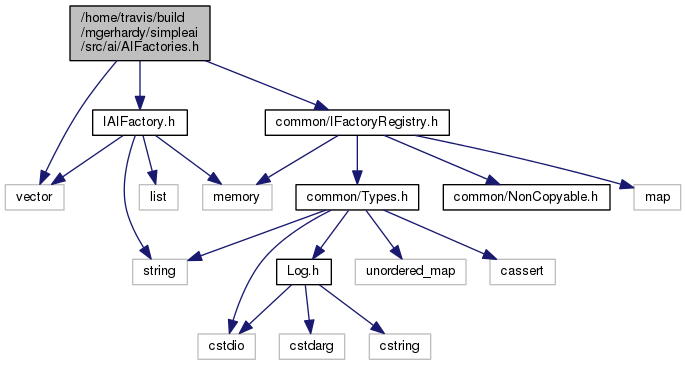 /home/travis/build
/mgerhardy/simpleai
/src/ai/AIFactories.h
IAIFactory.h
common/IFactoryRegistry.h
vector
list
memory
common/Types.h
common/NonCopyable.h
map
string
Log.h
unordered_map
cassert
cstdio
cstdarg
cstring